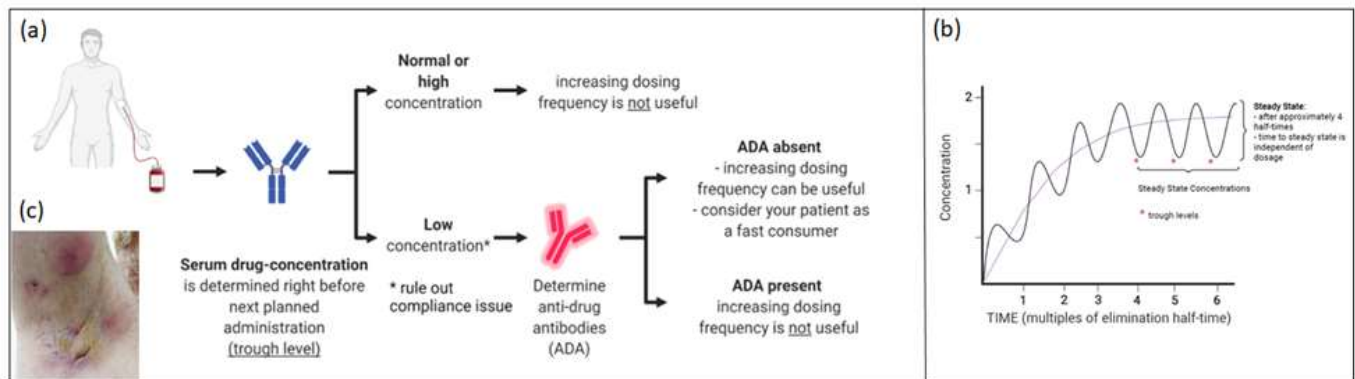 (a)
Normal or
high
concentration
increasing dosing
frequency is not useful
ADA absent
- increasing dosing
frequency can be useful
- consider your patient as
a fast consumer
(c)
Low
concentration*
Serum drug-concentration
is determined right before
next planned
administration
(trough level)
* rule out
compliance issue
Determine
anti-drug
antibodies
(ADA)
ADA present
increasing dosing
frequency is not useful
(b)
Concentration
2
1
Steady State:
- after approximately 4
half-times
- time to steady state is
independent of
dosage
Steady State Concentrations
* trough levels
1 2 3 4 5 6
TIME (multiples of elimination half-time)